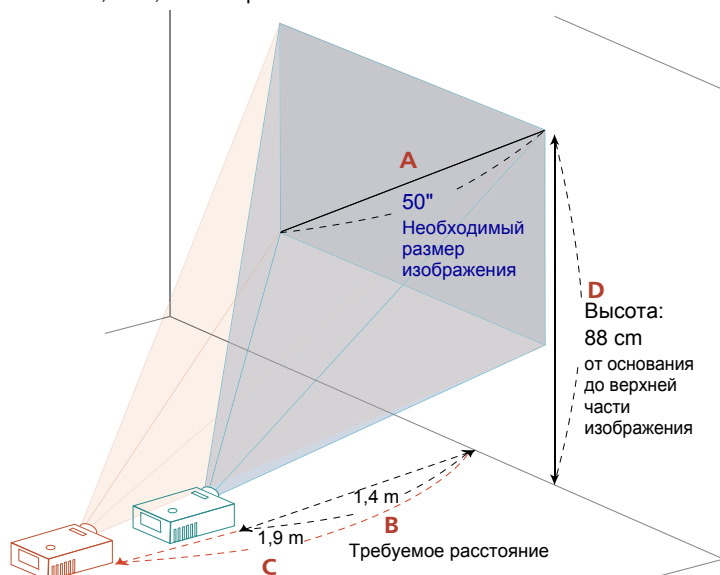 A
50"
Необходимый
размер
изображения
D
Высота:
88 cm
от основания
до верхней
части
изображения
1,4 m
B
1,9 m
Требуемое расстояние
C